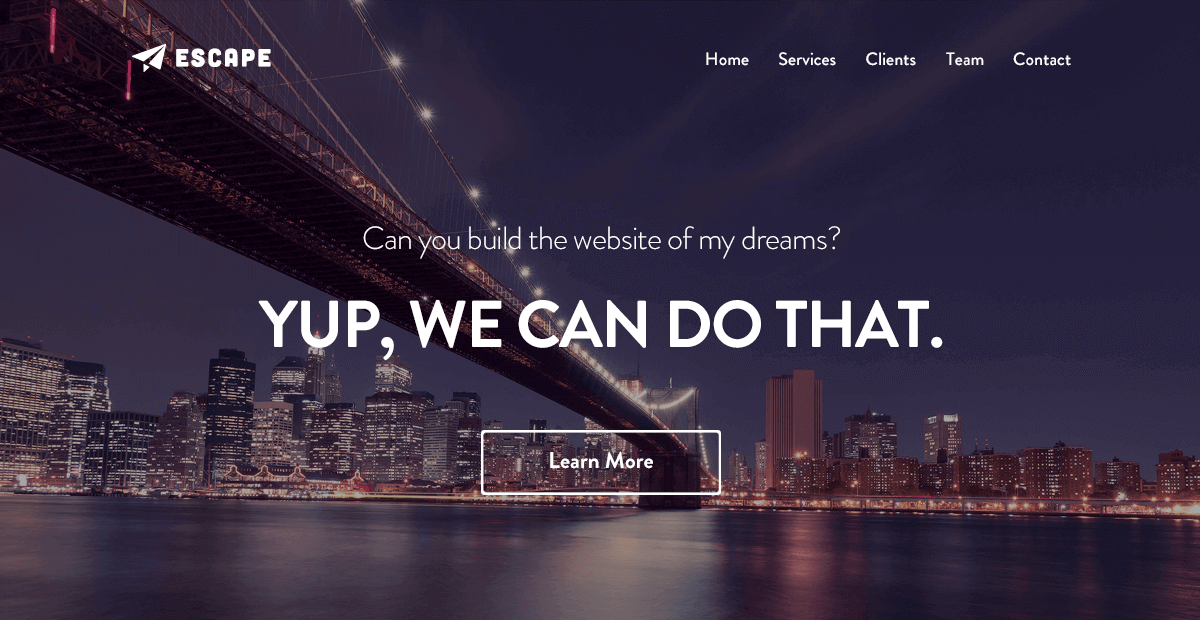 ESCAPE
Home Services Clients Team Contact
Can you build the website of my dreams?
YUP, WE CAN DO THAT.
Learn More